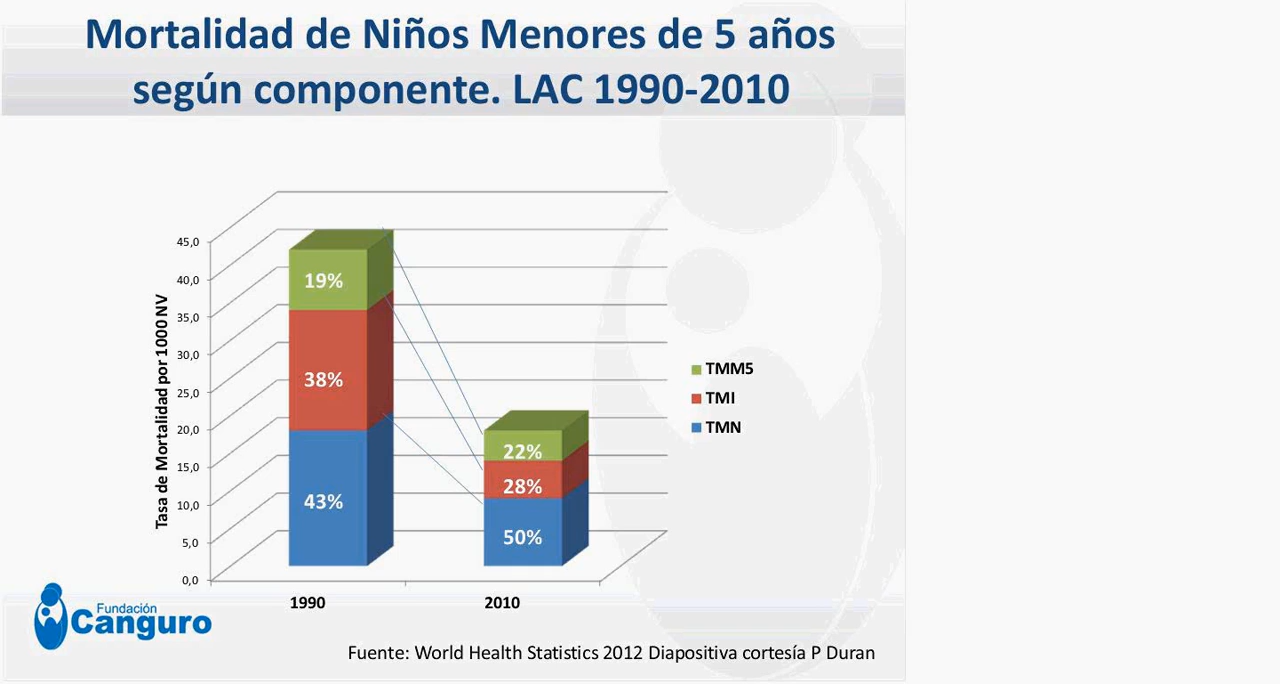 Mortalidad de Niños Menores de 5 años
según componente. LAC 1990-2010
Tasa de Mortalidad por 1000 NV
45,0
40,0
35,0
30,0
25,0
20,0
15,0
10,0
5,0
0,0
19%
38%
43%
22%
28%
50%
1990
2010
TMM5
TMI
TMN
Fundación
Canguro
Fuente: World Health Statistics 2012 Diapositiva cortesía P Duran